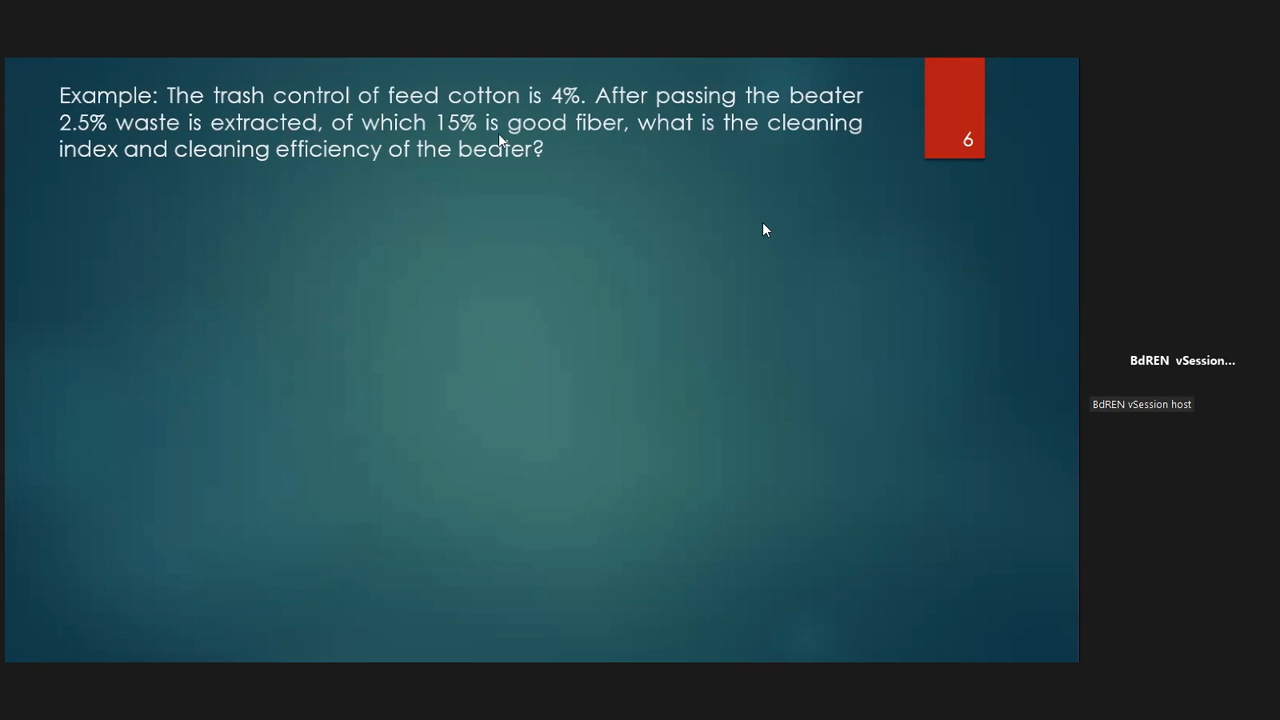 Example: The trash control of feed cotton is 4%. After passing the beater
2.5% waste is extracted, of which 15% is good fiber, what is the cleaning
index and cleaning efficiency of the beater?
6
BdREN vSession...
BdREN vSession host